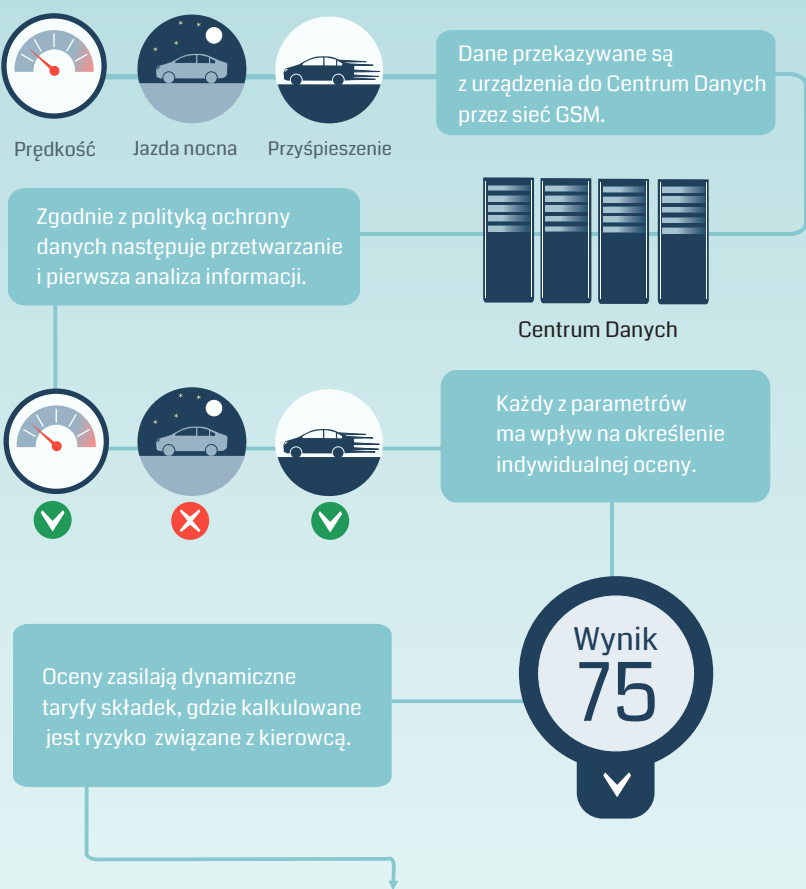 Prędkość
Jazda nocna
Przyśpieszenie
Dane przekazywane są
z urządzenia do Centrum Danych
przez sieć GSM.
Centrum Danych
Zgodnie z polityką ochrony
danych następuje przetwarzanie
i pierwsza analiza informacji.
Każdy z parametrów
ma wpływ na określenie
indywidualnej oceny.
Wynik
75
Oceny zasilają dynamiczne
taryfy składek, gdzie kalkulowane
jest ryzyko związane z kierowcą.